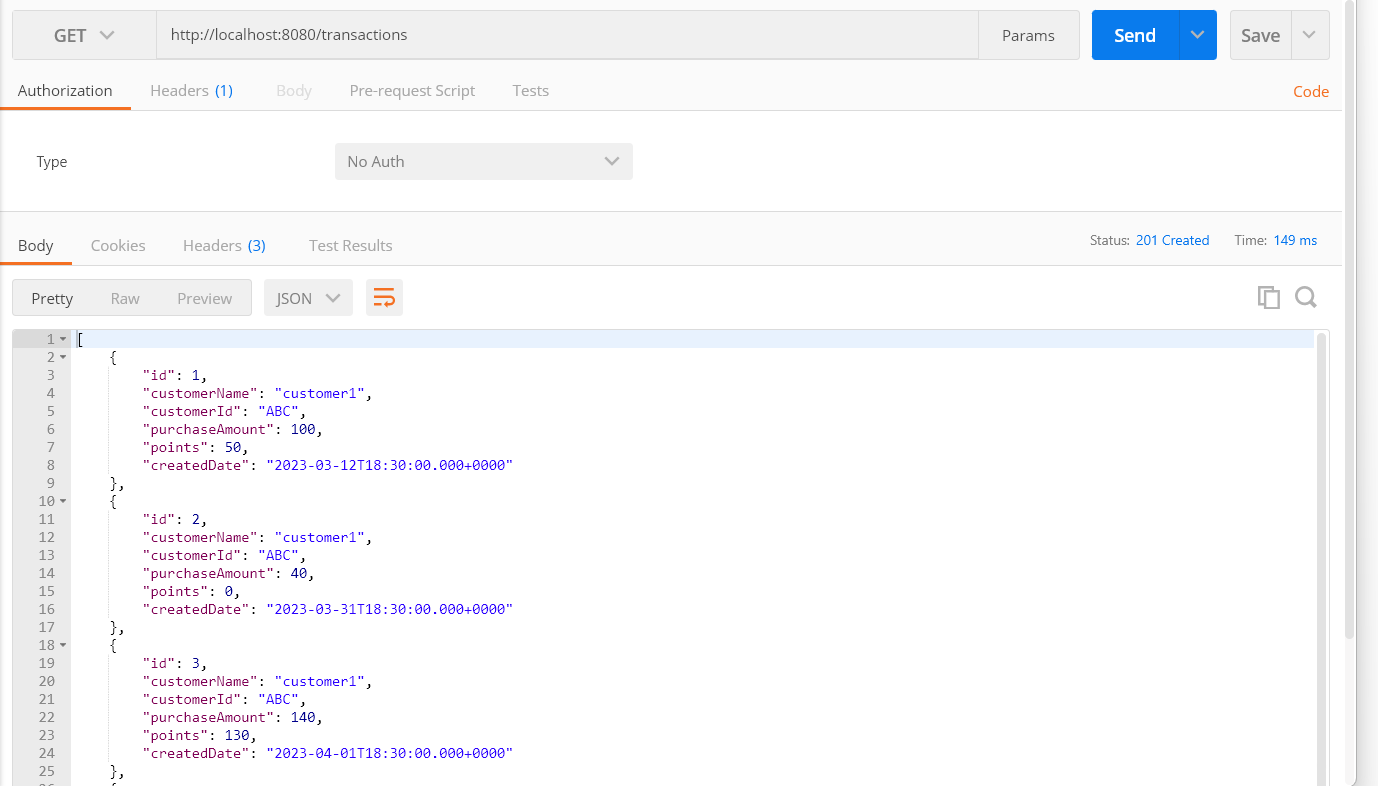 GET http://localhost:8080/transactions Params Send Save
Authorization Headers (1) Body Pre-request Script Tests Code
Type No Auth
Body Cookies Headers (3) Test Results Status: 201 Created Time: 149 ms
Pretty Raw Preview JSON
1 [
2 {
3 "id": 1,
4 "customerName": "customer1",
5 "customerId": "ABC",
6 "purchaseAmount": 100,
7 "points": 50,
8 "createdDate": "2023-03-12T18:30:00.000+0000"
9 },
10 {
11 "id": 2,
12 "customerName": "customer1",
13 "customerId": "ABC",
14 "purchaseAmount": 40,
15 "points": 0,
16 "createdDate": "2023-03-31T18:30:00.000+0000"
17 },
18 {
19 "id": 3,
20 "customerName": "customer1",
21 "customerId": "ABC",
22 "purchaseAmount": 140,
23 "points": 130,
24 "createdDate": "2023-04-01T18:30:00.000+0000"
25 },